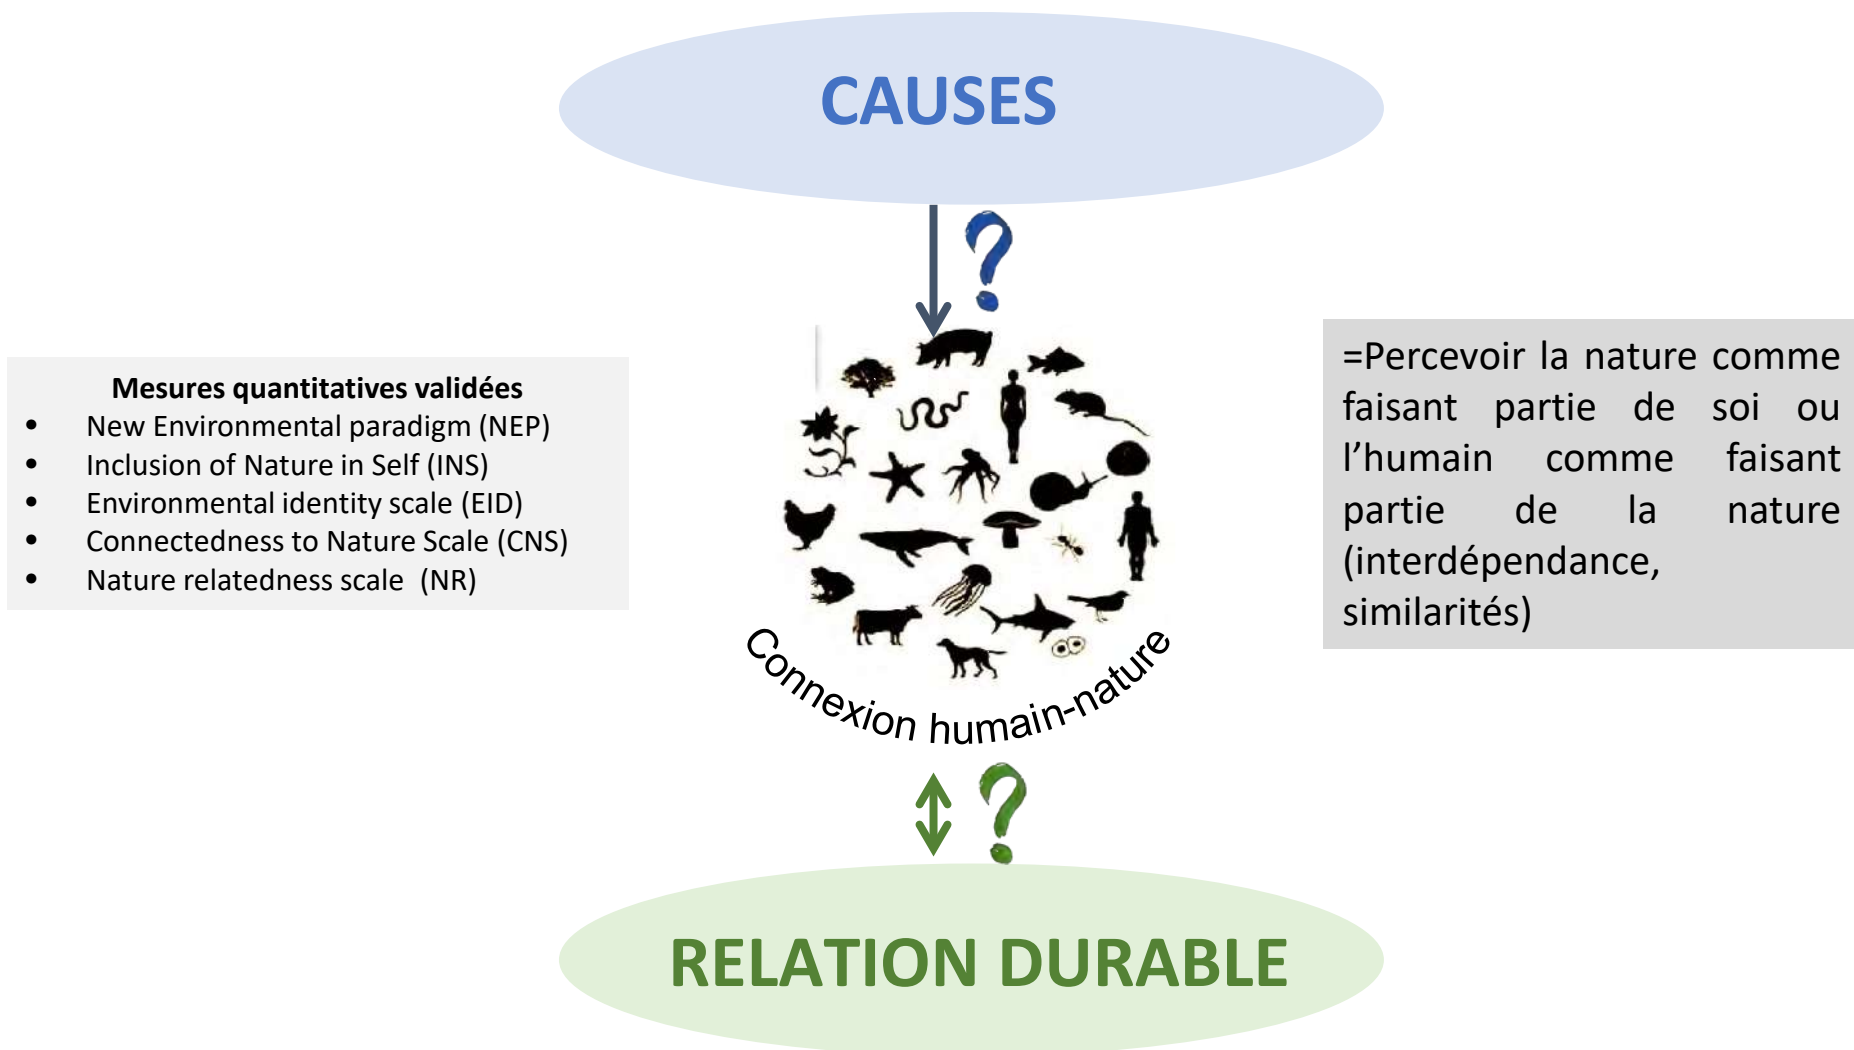 CAUSES
Mesures quantitatives validées
• New Environmental paradigm (NEP)
• Inclusion of Nature in Self (INS)
• Environmental identity scale (EID)
• Connectedness to Nature Scale (CNS)
• Nature relatedness scale (NR)
=Percevoir la nature comme
faisant partie de soi ou
l’humain comme faisant
partie de la nature
(interdépendance,
similarités)
Connexion humain-nature
RELATION DURABLE